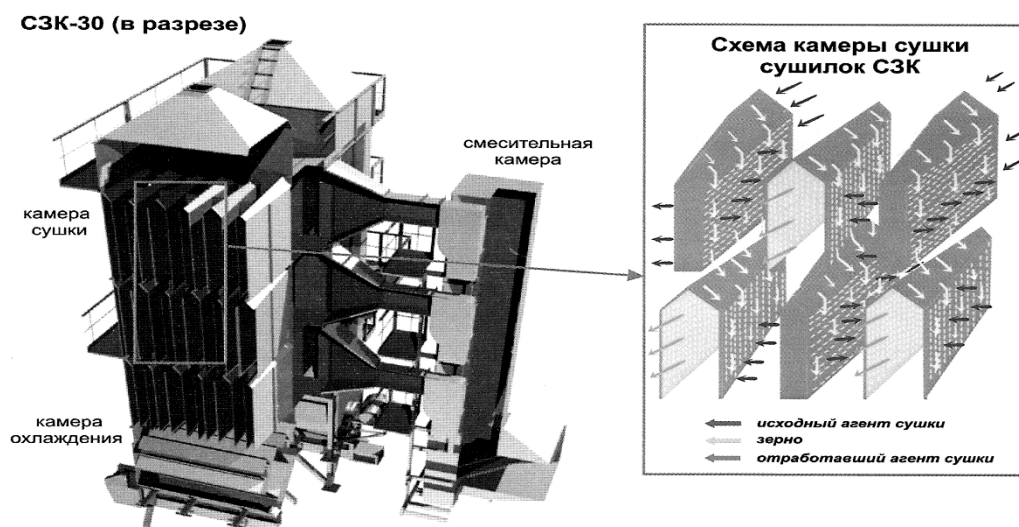 СЗК-30 (в разрезе)
смесительная
камера
камера
сушки
камера
охлаждения
Схема камеры сушки
сушилок СЗК
исходный агент сушки
зерно
отработавший агент сушки